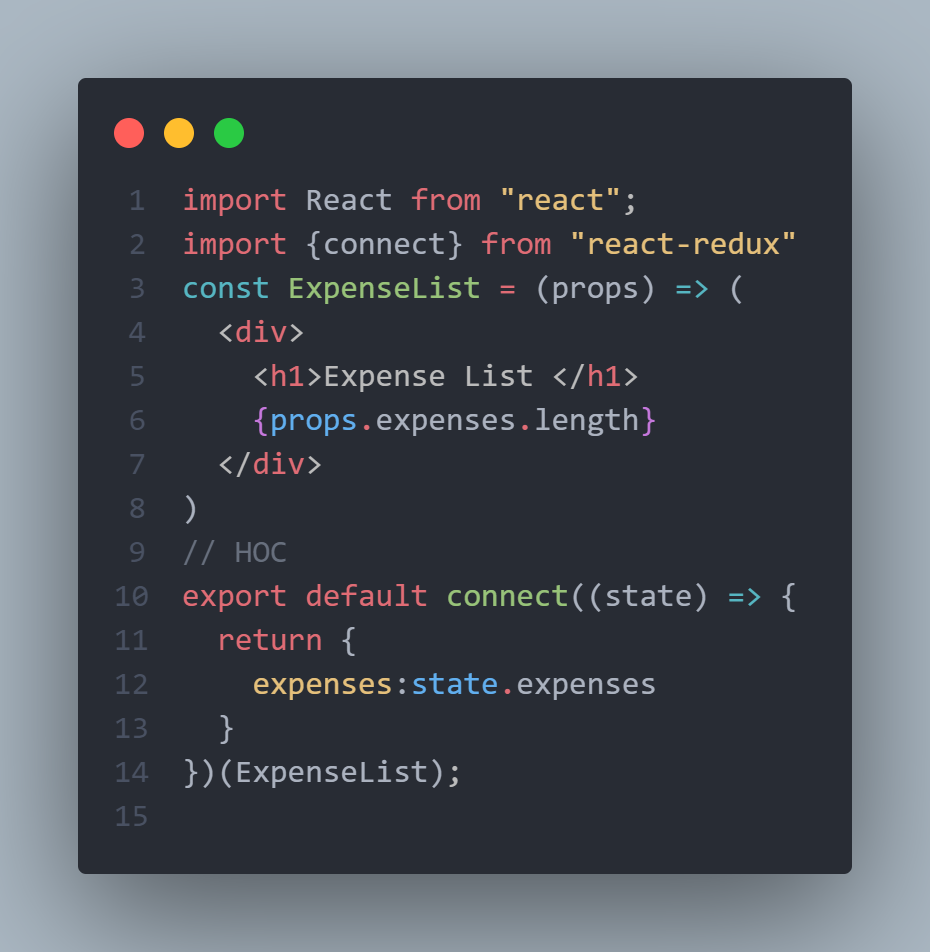 1 import React from "react";
2 import {connect} from "react-redux"
3 const ExpenseList = (props) => (
4   <div>
5     <h1>Expense List </h1>
6     {props.expenses.length}
7   </div>
8 )
9 // HOC
10 export default connect((state) => {
11   return {
12     expenses:state.expenses
13   }
14 })(ExpenseList);
15